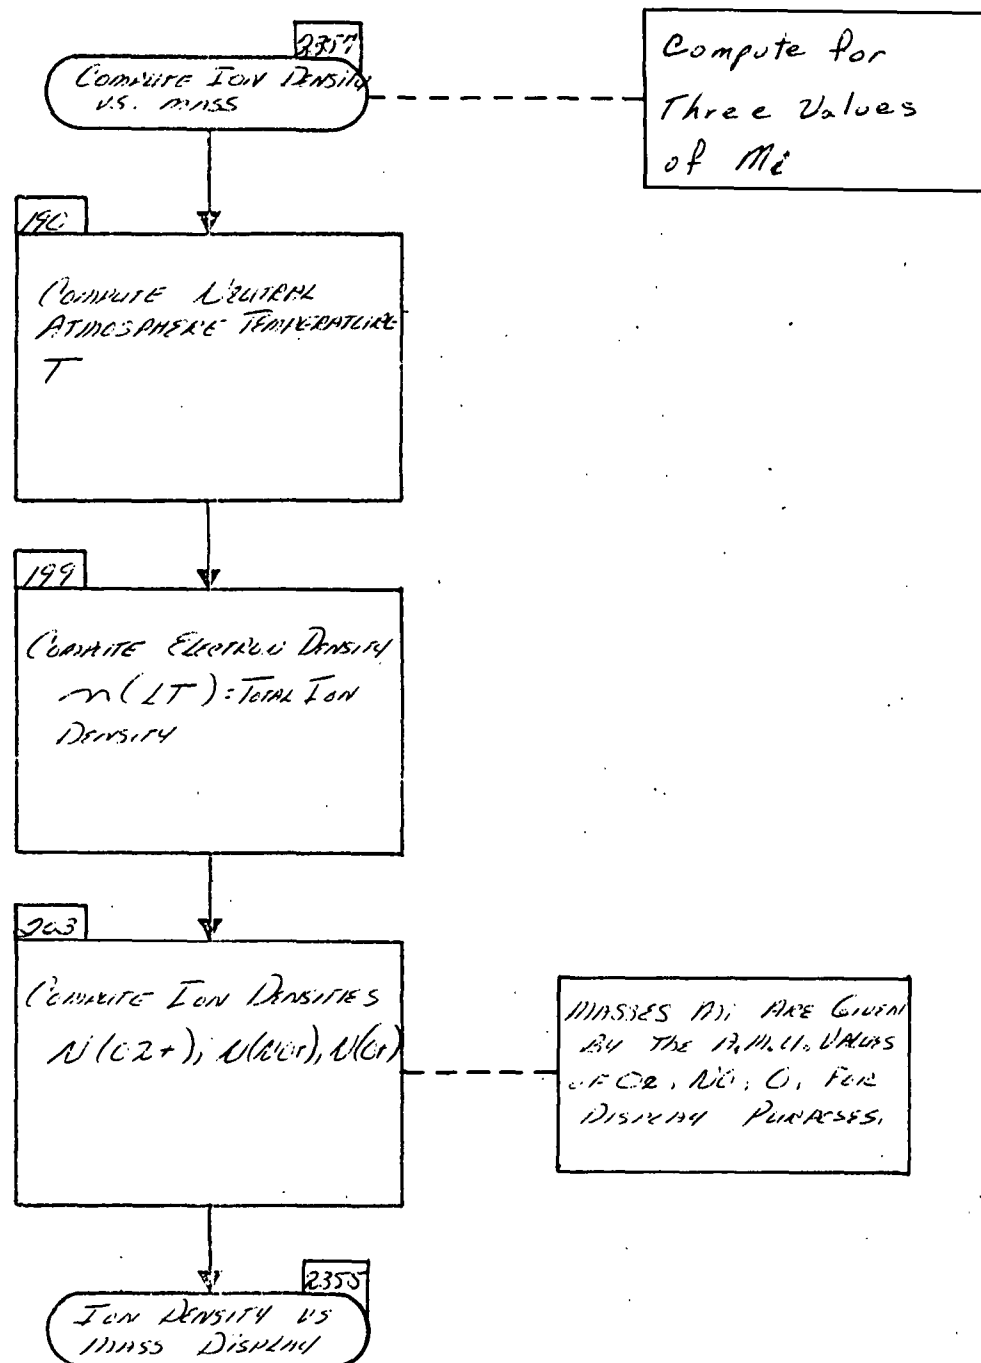 2357
COMPUTE ION DENSITY
VS. MASS
Compute for
Three Values
of Mi
190
COMPUTE NEUTRAL
ATMOSPHERE TEMPERATURE
T
199
COMPUTE ELECTRON DENSITY
n(LT) = TOTAL ION
DENSITY
203
COMPUTE ION DENSITIES
N(O2+), N(NO+), N(O+)
MASSES Mi ARE GIVEN
BY THE A.M.U. VALUES
OF O2, NO, O, FOR
DISPLAY PURPOSES.
2355
ION DENSITY VS
MASS DISPLAY